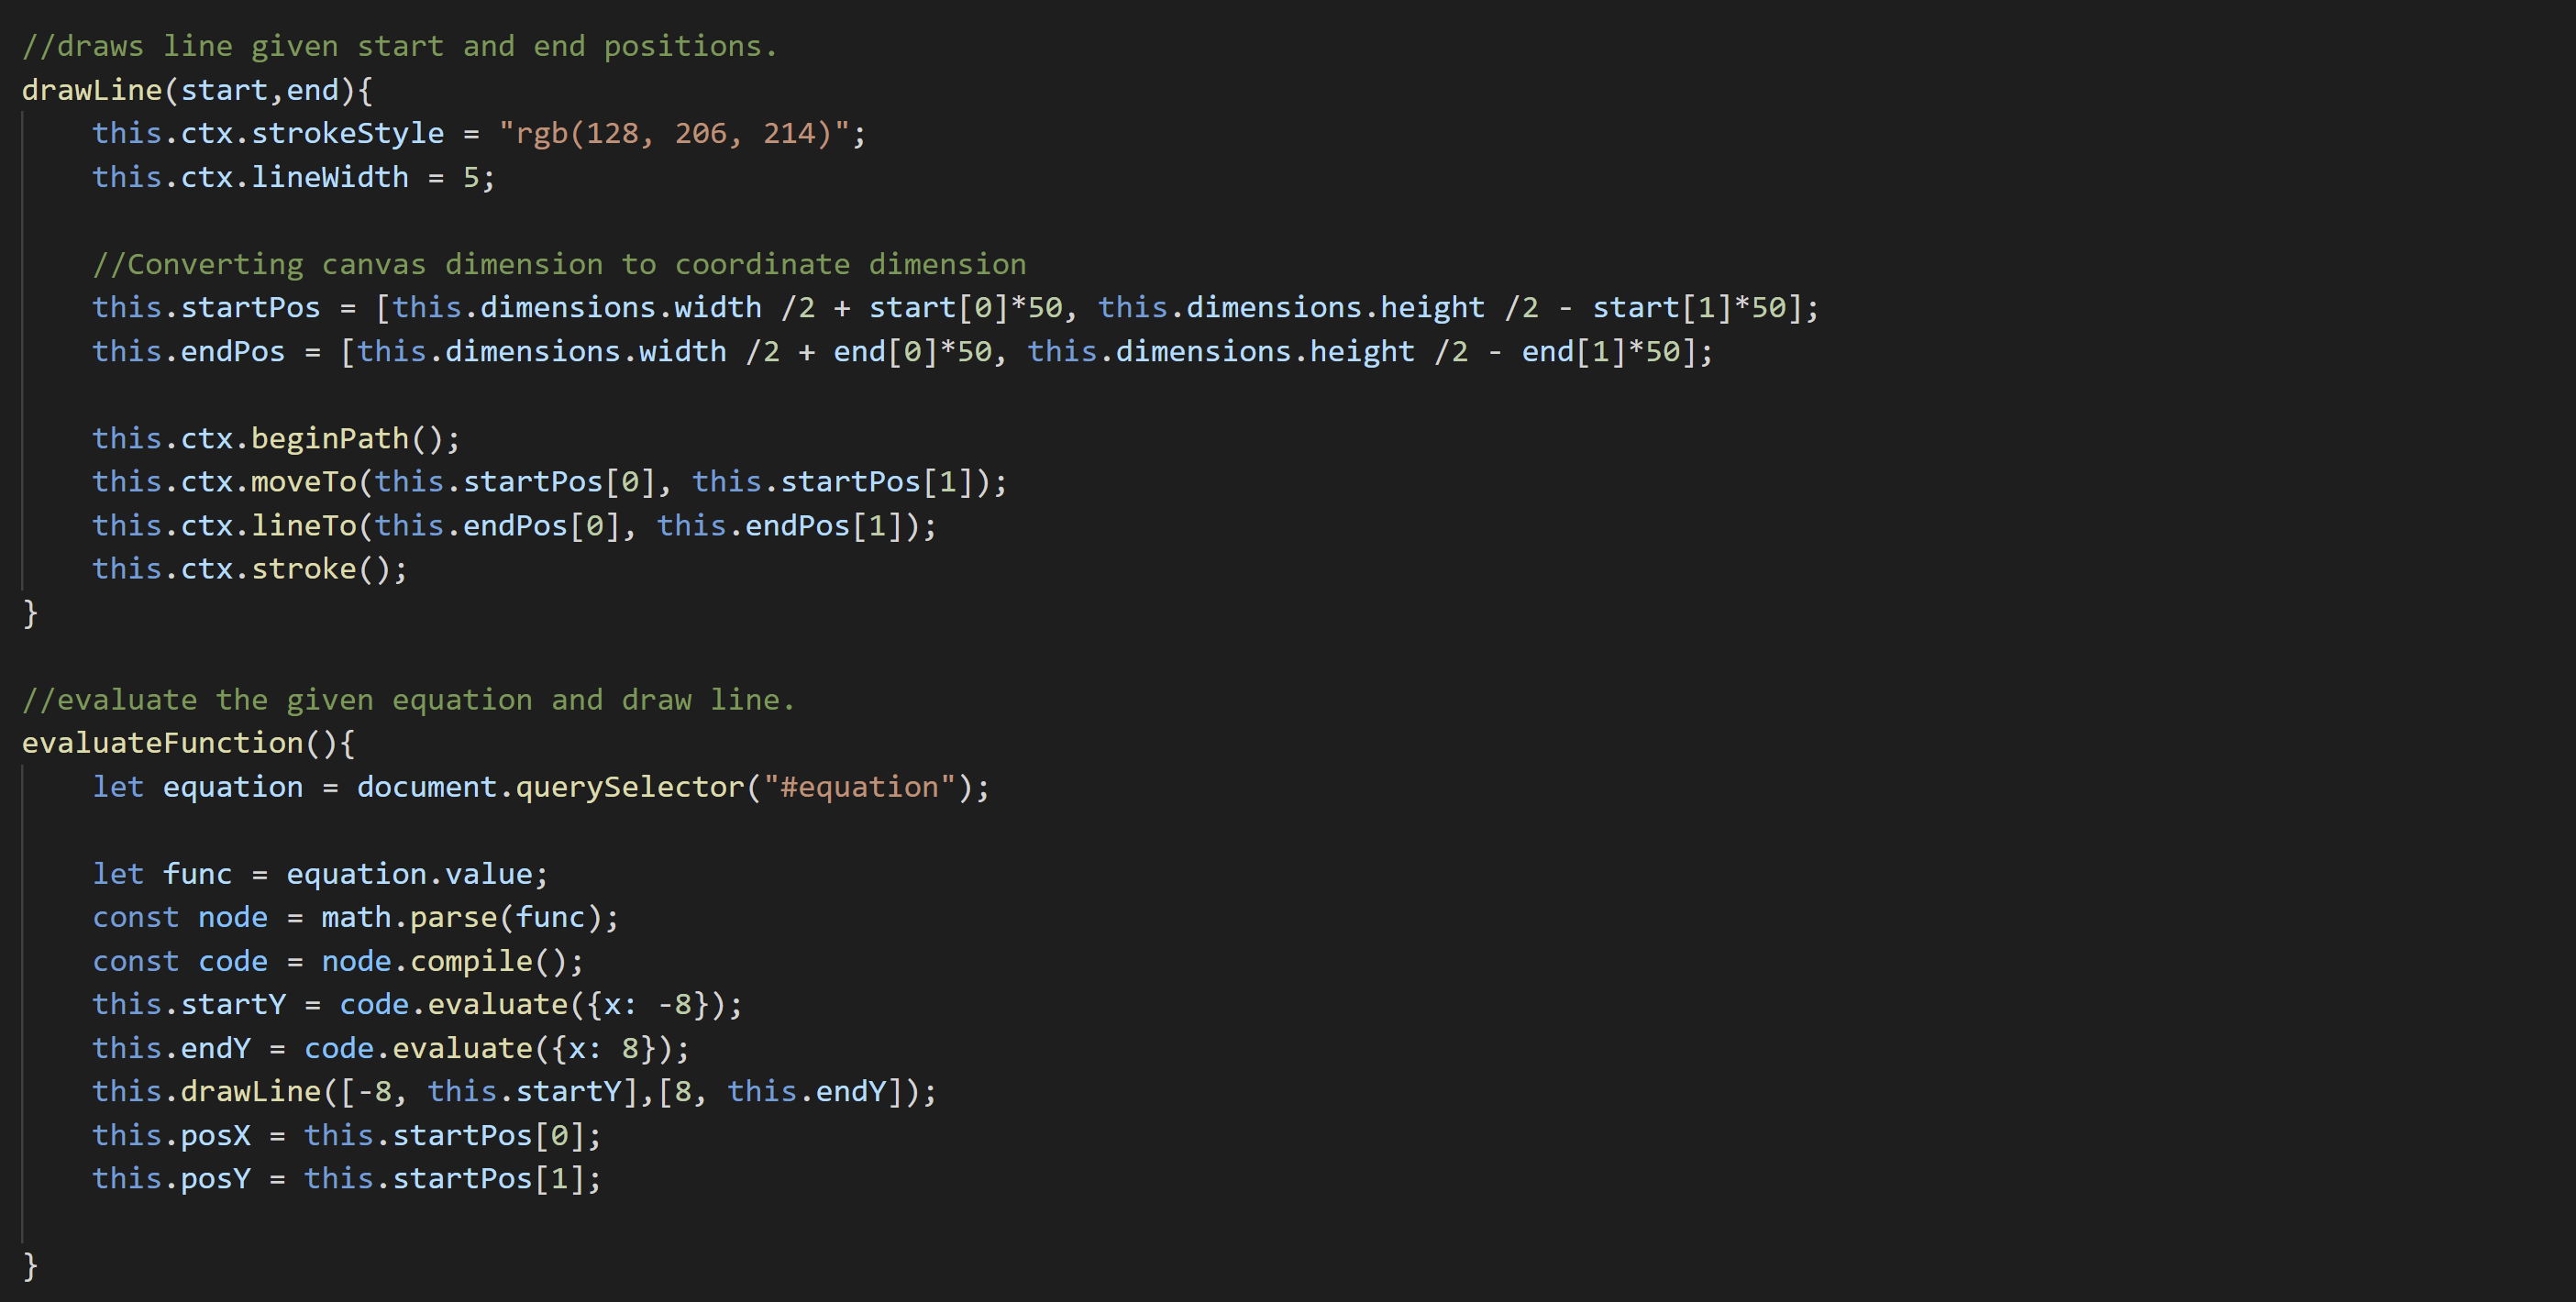 //draws line given start and end positions.
drawLine(start,end){
    this.ctx.strokeStyle = "rgb(128, 206, 214)";
    this.ctx.lineWidth = 5;

    //Converting canvas dimension to coordinate dimension
    this.startPos = [this.dimensions.width /2 + start[0]*50, this.dimensions.height /2 - start[1]*50];
    this.endPos = [this.dimensions.width /2 + end[0]*50, this.dimensions.height /2 - end[1]*50];

    this.ctx.beginPath();
    this.ctx.moveTo(this.startPos[0], this.startPos[1]);
    this.ctx.lineTo(this.endPos[0], this.endPos[1]);
    this.ctx.stroke();
}

//evaluate the given equation and draw line.
evaluateFunction(){
    let equation = document.querySelector("#equation");

    let func = equation.value;
    const node = math.parse(func);
    const code = node.compile();
    this.startY = code.evaluate({x: -8});
    this.endY = code.evaluate({x: 8});
    this.drawLine([-8, this.startY],[8, this.endY]);
    this.posX = this.startPos[0];
    this.posY = this.startPos[1];

}